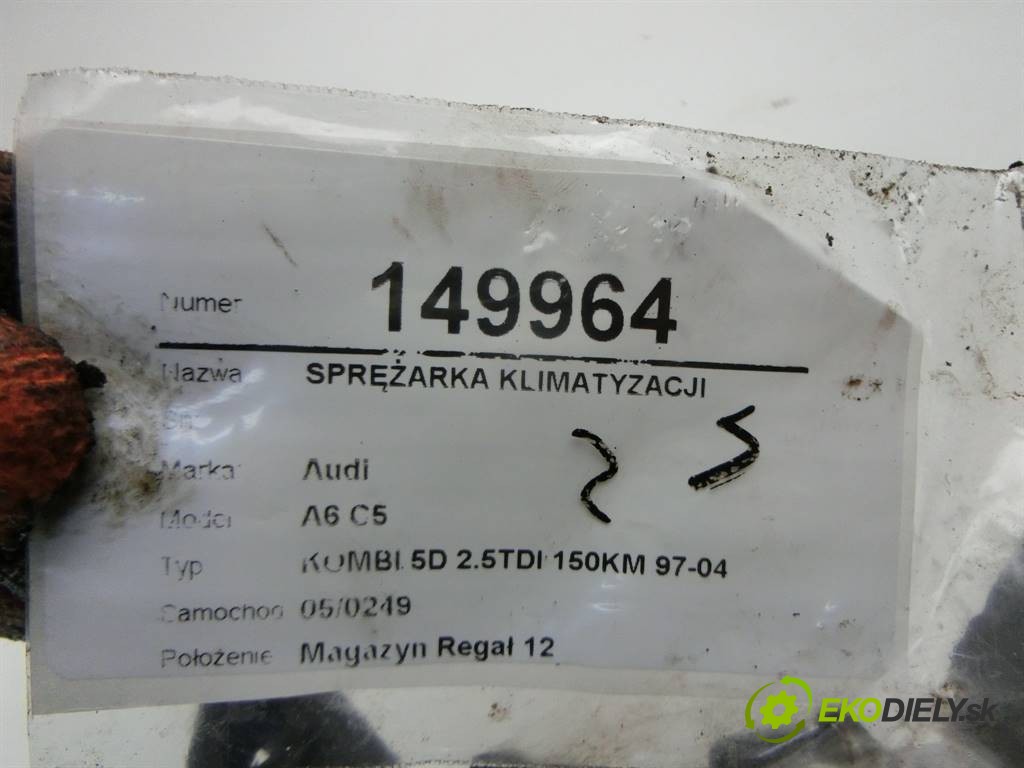 Numer 149964
Nazwa SPRĘŻARKA KLIMATYZACJI
Marka Audi
Model A6 C5
Typ KOMBI 5D 2.5TDI 150KM 97-04
Samochod 05/0249
Położenie Magazyn Regał 12
EKODIELY.sk